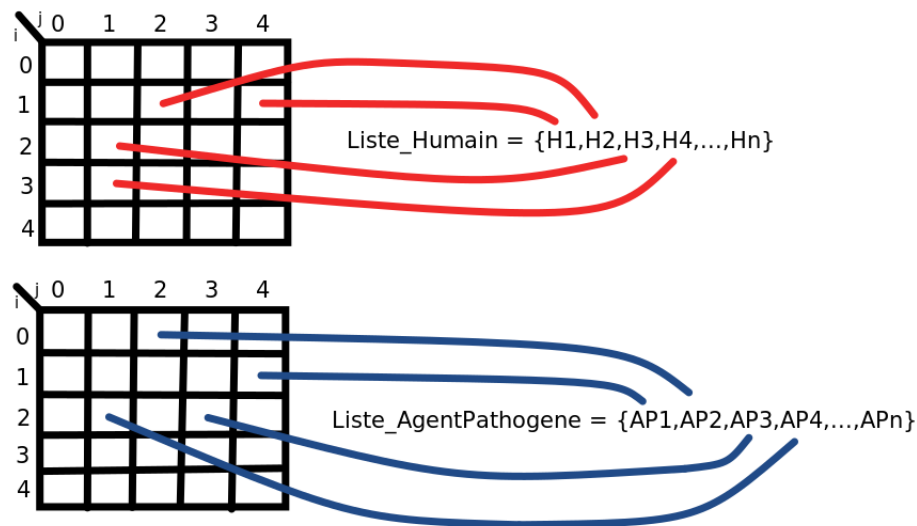 j 0 1 2 3 4
i
0
1
Liste_Humain = {H1,H2,H3,H4,...,Hn}
2
3
4
j 0 1 2 3 4
i
0
1
2
Liste_AgentPathogene = {AP1,AP2,AP3,AP4,...,APn}
3
4